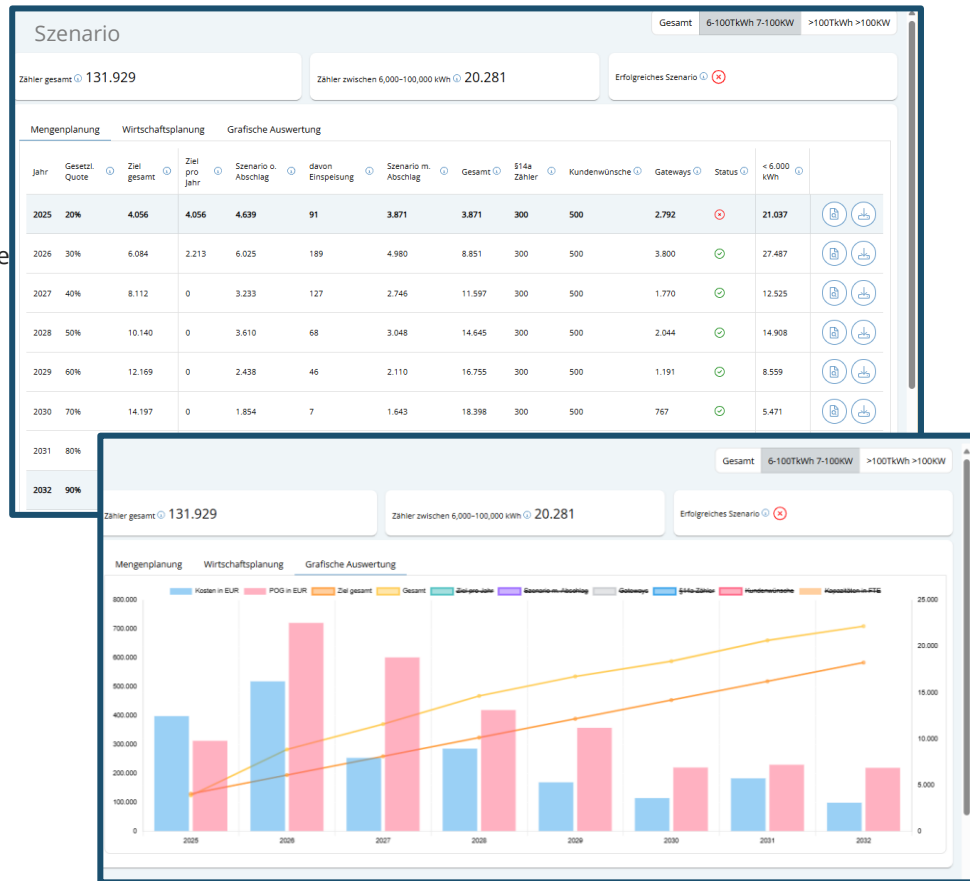 Szenario
Gesamt 6-100TkWh 7-100KW >100TkWh >100KW
Zähler gesamt 131.929
Zähler zwischen 6,000–100,000 kWh 20.281
Erfolgreiches Szenario
Mengenplanung Wirtschaftsplanung Grafische Auswertung
Jahr Gesetzl. Quote Ziel gesamt Ziel pro Jahr Szenario o. Abschlag davon Einspeisung Szenario m. Abschlag Gesamt §14a Zähler Kundenwünsche Gateways Status < 6.000 kWh
2025 20% 4.056 4.056 4.639 91 3.871 3.871 300 500 2.792 21.037
e
2026 30% 6.084 2.213 6.025 189 4.980 8.851 300 500 3.800 27.487
2027 40% 8.112 0 3.233 127 2.746 11.597 300 500 1.770 12.525
2028 50% 10.140 0 3.610 68 3.048 14.645 300 500 2.044 14.908
2029 60% 12.169 0 2.438 46 2.110 16.755 300 500 1.191 8.559
2030 70% 14.197 0 1.854 7 1.643 18.398 300 500 767 5.471
2031 80%
2032 90%
Gesamt 6-100TkWh 7-100KW >100TkWh >100KW
Zähler gesamt 131.929
Zähler zwischen 6,000–100,000 kWh 20.281
Erfolgreiches Szenario
Mengenplanung Wirtschaftsplanung Grafische Auswertung
Kosten in EUR POG in EUR Ziel gesamt Gesamt Ziel pro Jahr Szenario m. Abschlag Gateways §14a Zähler Kundenwünsche Kapazitäten in FTE
800.000 25.000
700.000
600.000 20.000
500.000 15.000
400.000
300.000 10.000
200.000 5.000
100.000
0 0
2025 2026 2027 2028 2029 2030 2031 2032